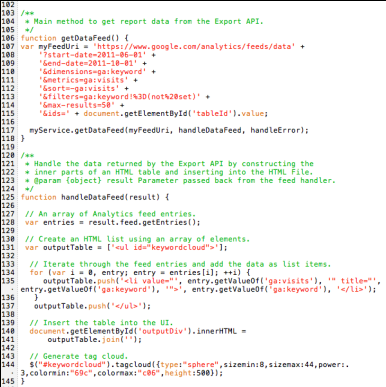 102
103 /**
104  * Main method to get report data from the Export API.
105  */
106 function getDataFeed() {
107 var myFeedUri = 'https://www.google.com/analytics/feeds/data' +
108     '?start-date=2011-06-01' +
109     '&end-date=2011-10-01' +
110     '&dimensions=ga:keyword' +
111     '&metrics=ga:visits' +
112     '&sort=-ga:visits' +
113     '&filters=ga:keyword!%3D(not%20set)' +
114     '&max-results=50' +
115     '&ids=' + document.getElementById('tableId').value;
116
117   myService.getDataFeed(myFeedUri, handleDataFeed, handleError);
118 }
119
120 /**
121  * Handle the data returned by the Export API by constructing the
122  * inner parts of an HTML table and inserting into the HTML File.
123  * @param {object} result Parameter passed back from the feed handler.
124  */
125 function handleDataFeed(result) {
126
127  // An array of Analytics feed entries.
128  var entries = result.feed.getEntries();
129
130  // Create an HTML list using an array of elements.
131  var outputTable = ['<ul id="keywordcloud">'];
132
133   // Iterate through the feed entries and add the data as list items.
134   for (var i = 0, entry; entry = entries[i]; ++i) {
135      outputTable.push('<li value="', entry.getValueOf('ga:visits'), '" title="',
· entry.getValueOf('ga:keyword'), '">', entry.getValueOf('ga:keyword'), '</li>');
136    }
137    outputTable.push('</ul>');
138
139   // Insert the table into the UI.
140   document.getElementById('outputDiv').innerHTML =
141       outputTable.join('');
142
143   // Generate tag cloud.
144   $("#keywordcloud").tagcloud({type:"sphere",sizemin:8,sizemax:44,power:.
· 3,colormin:"69c",colormax:"c06",height:500});
145 }